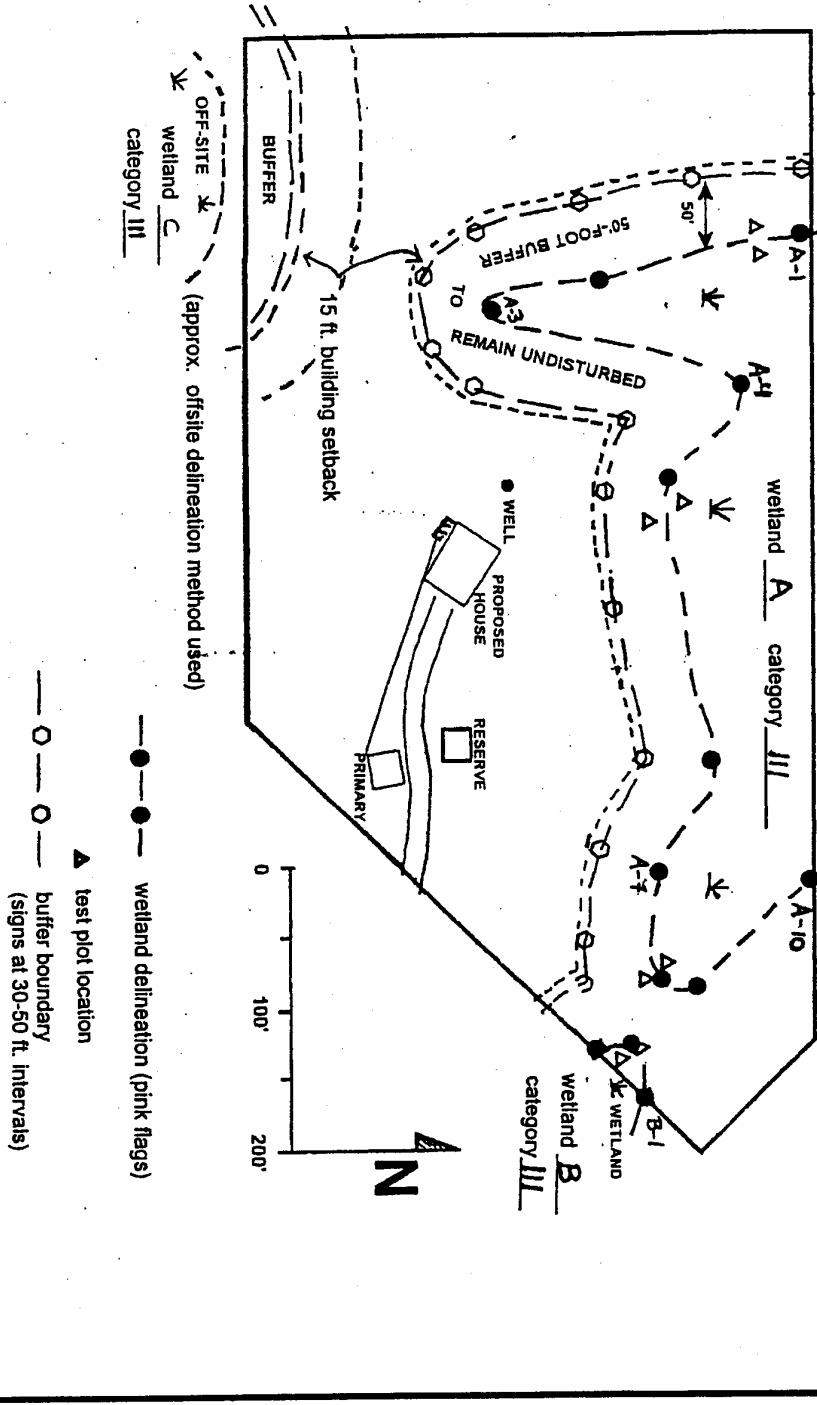 wetland A category III
A-1
A-3
A-4
A-7
A-10
50'
50'-FOOT BUFFER
TO
REMAIN UNDISTURBED
WELL
PROPOSED
HOUSE
RESERVE
PRIMARY
15 ft. building setback
BUFFER
OFF-SITE
wetland C
category III
(approx. offsite delineation method used)
B-1
WETLAND
wetland B
category III
0
100'
200'
N
wetland delineation (pink flags)
test plot location
buffer boundary
(signs at 30-50 ft. intervals)